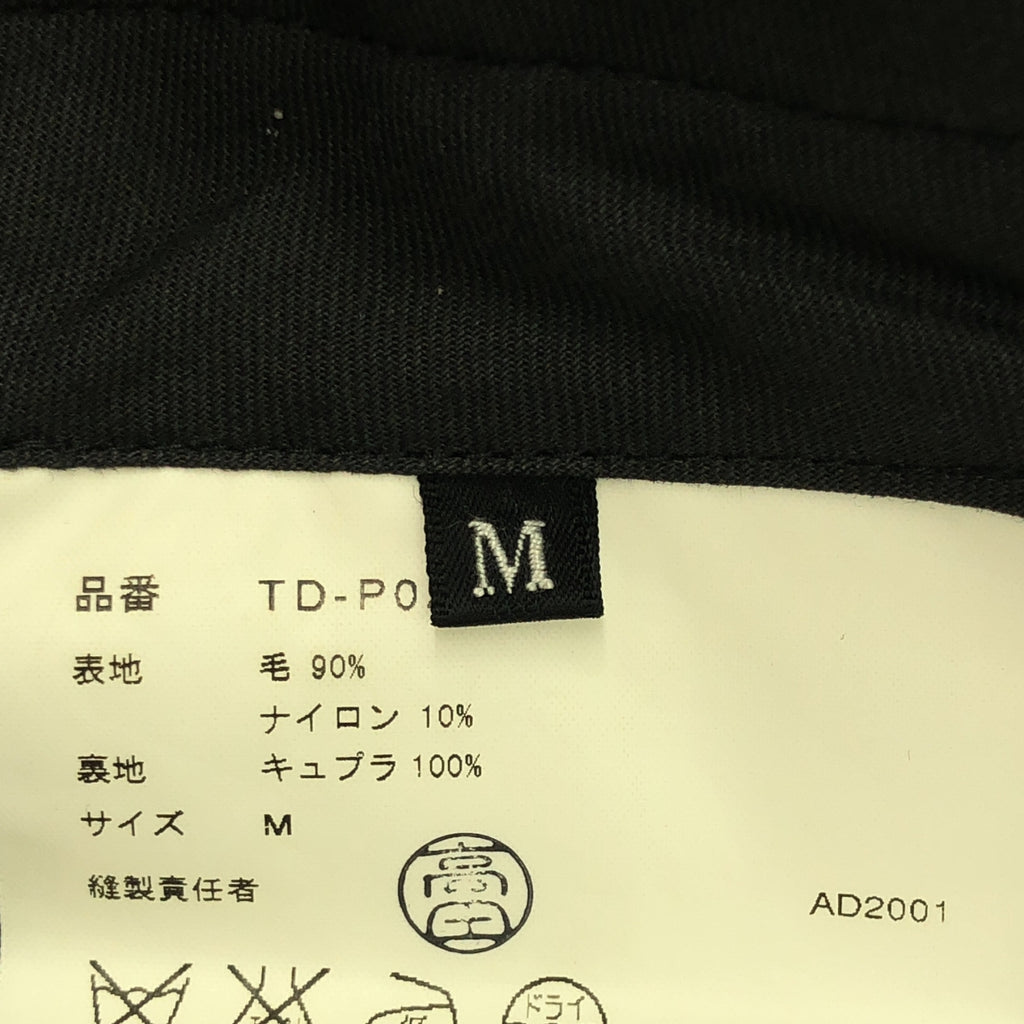 M
品番 TD-P0
表地 毛 90%
ナイロン 10%
裏地 キュプラ 100%
サイズ M
縫製責任者
AD2001
ドライ